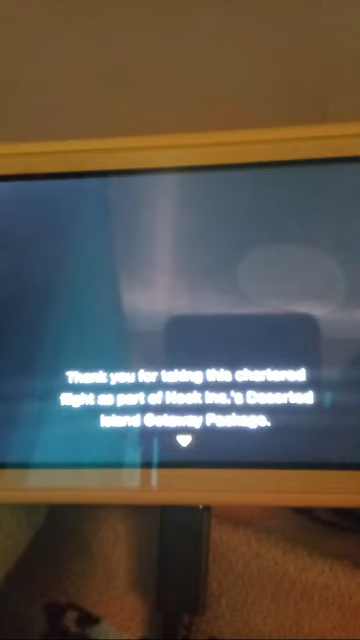 Thank you for taking this chartered
flight as part of Nook Inc.'s Deserted
Island Getaway Package.